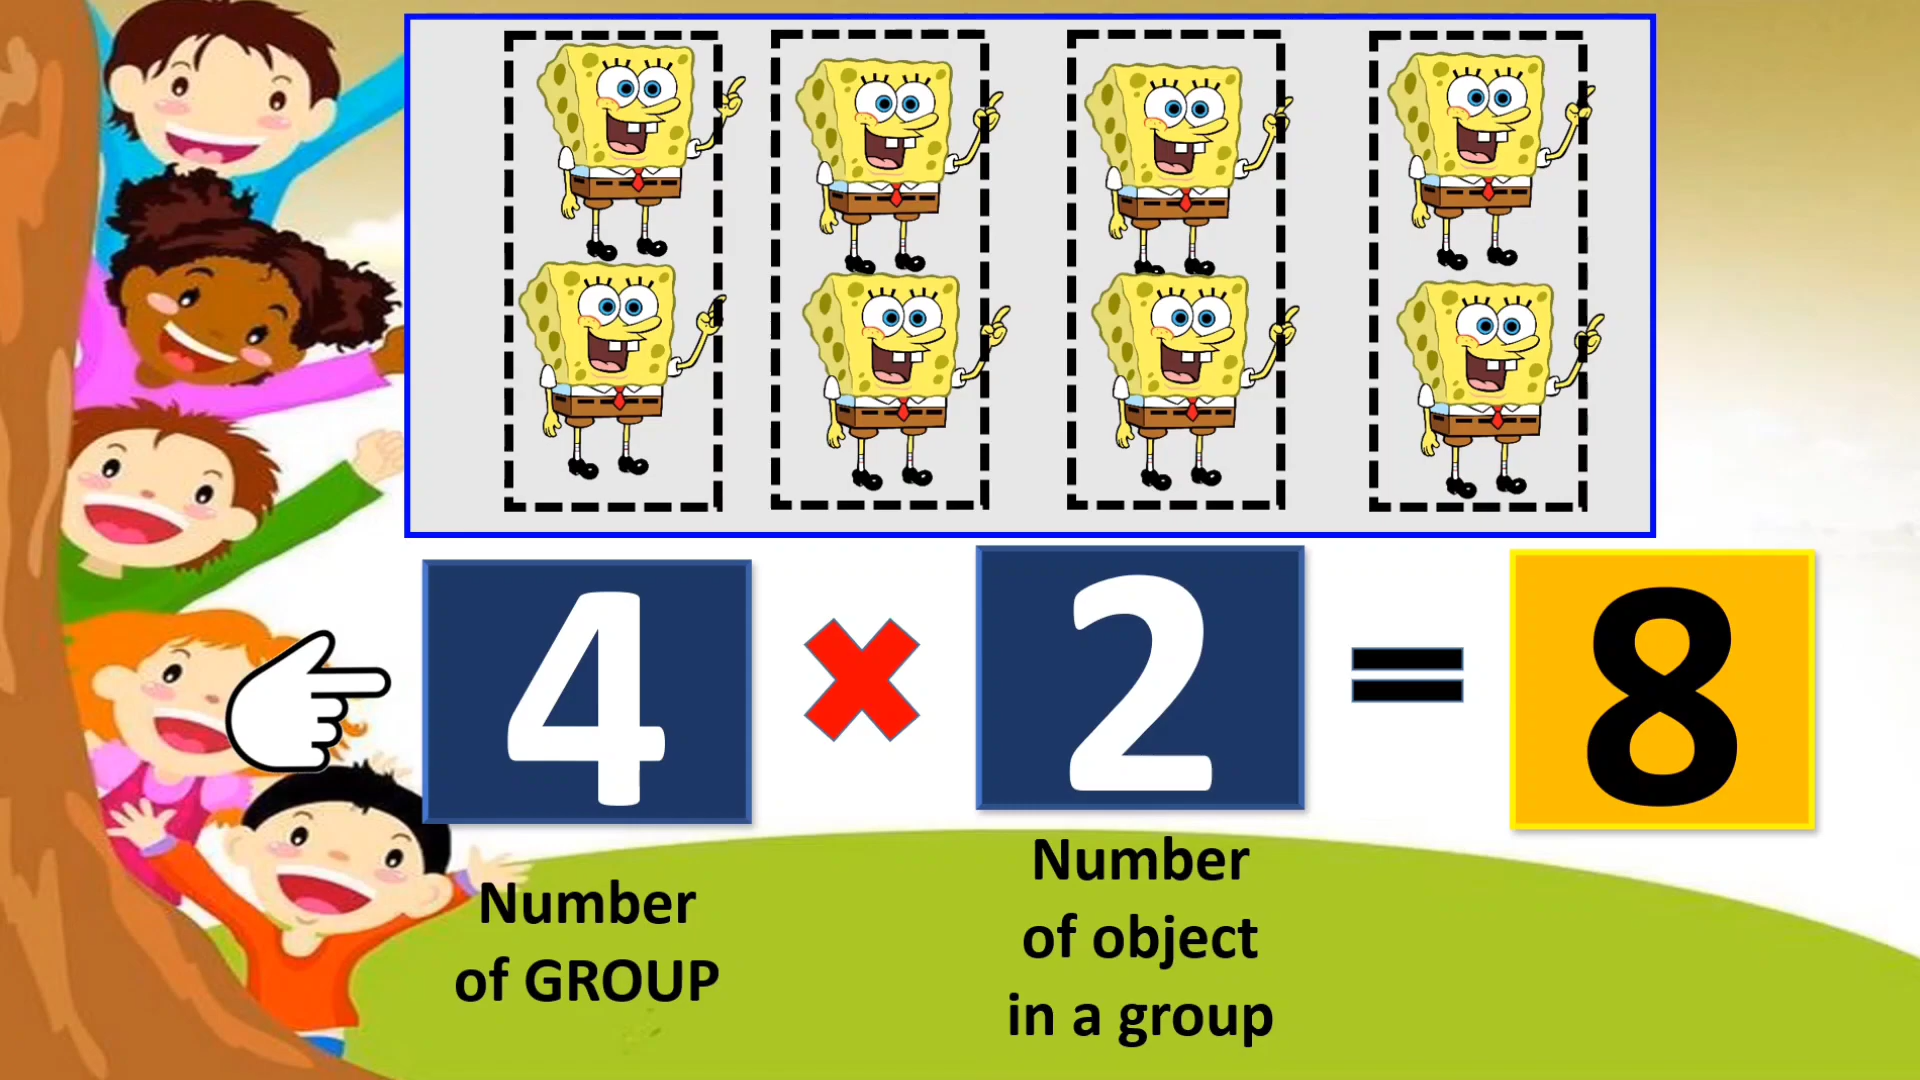 4 × 2 = 8
Number
of GROUP
Number
of object
in a group